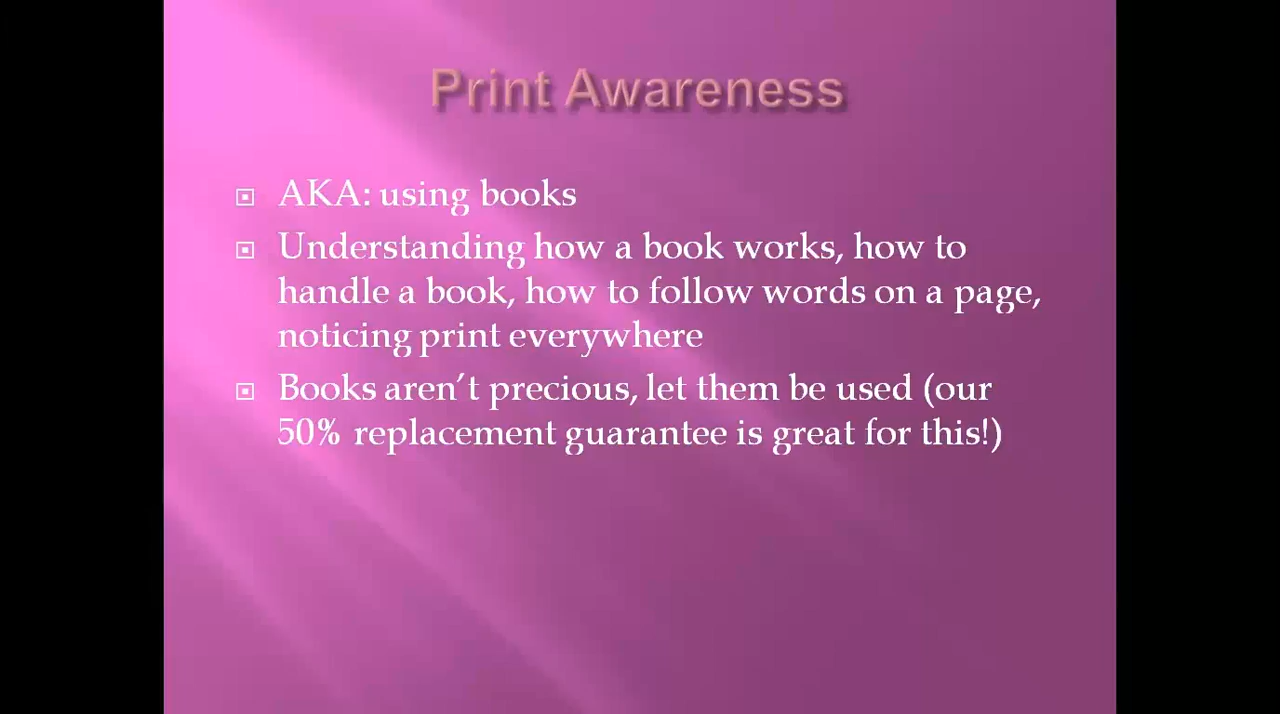 Print Awareness
AKA: using books
Understanding how a book works, how to
handle a book, how to follow words on a page,
noticing print everywhere
Books aren’t precious, let them be used (our
50% replacement guarantee is great for this!)